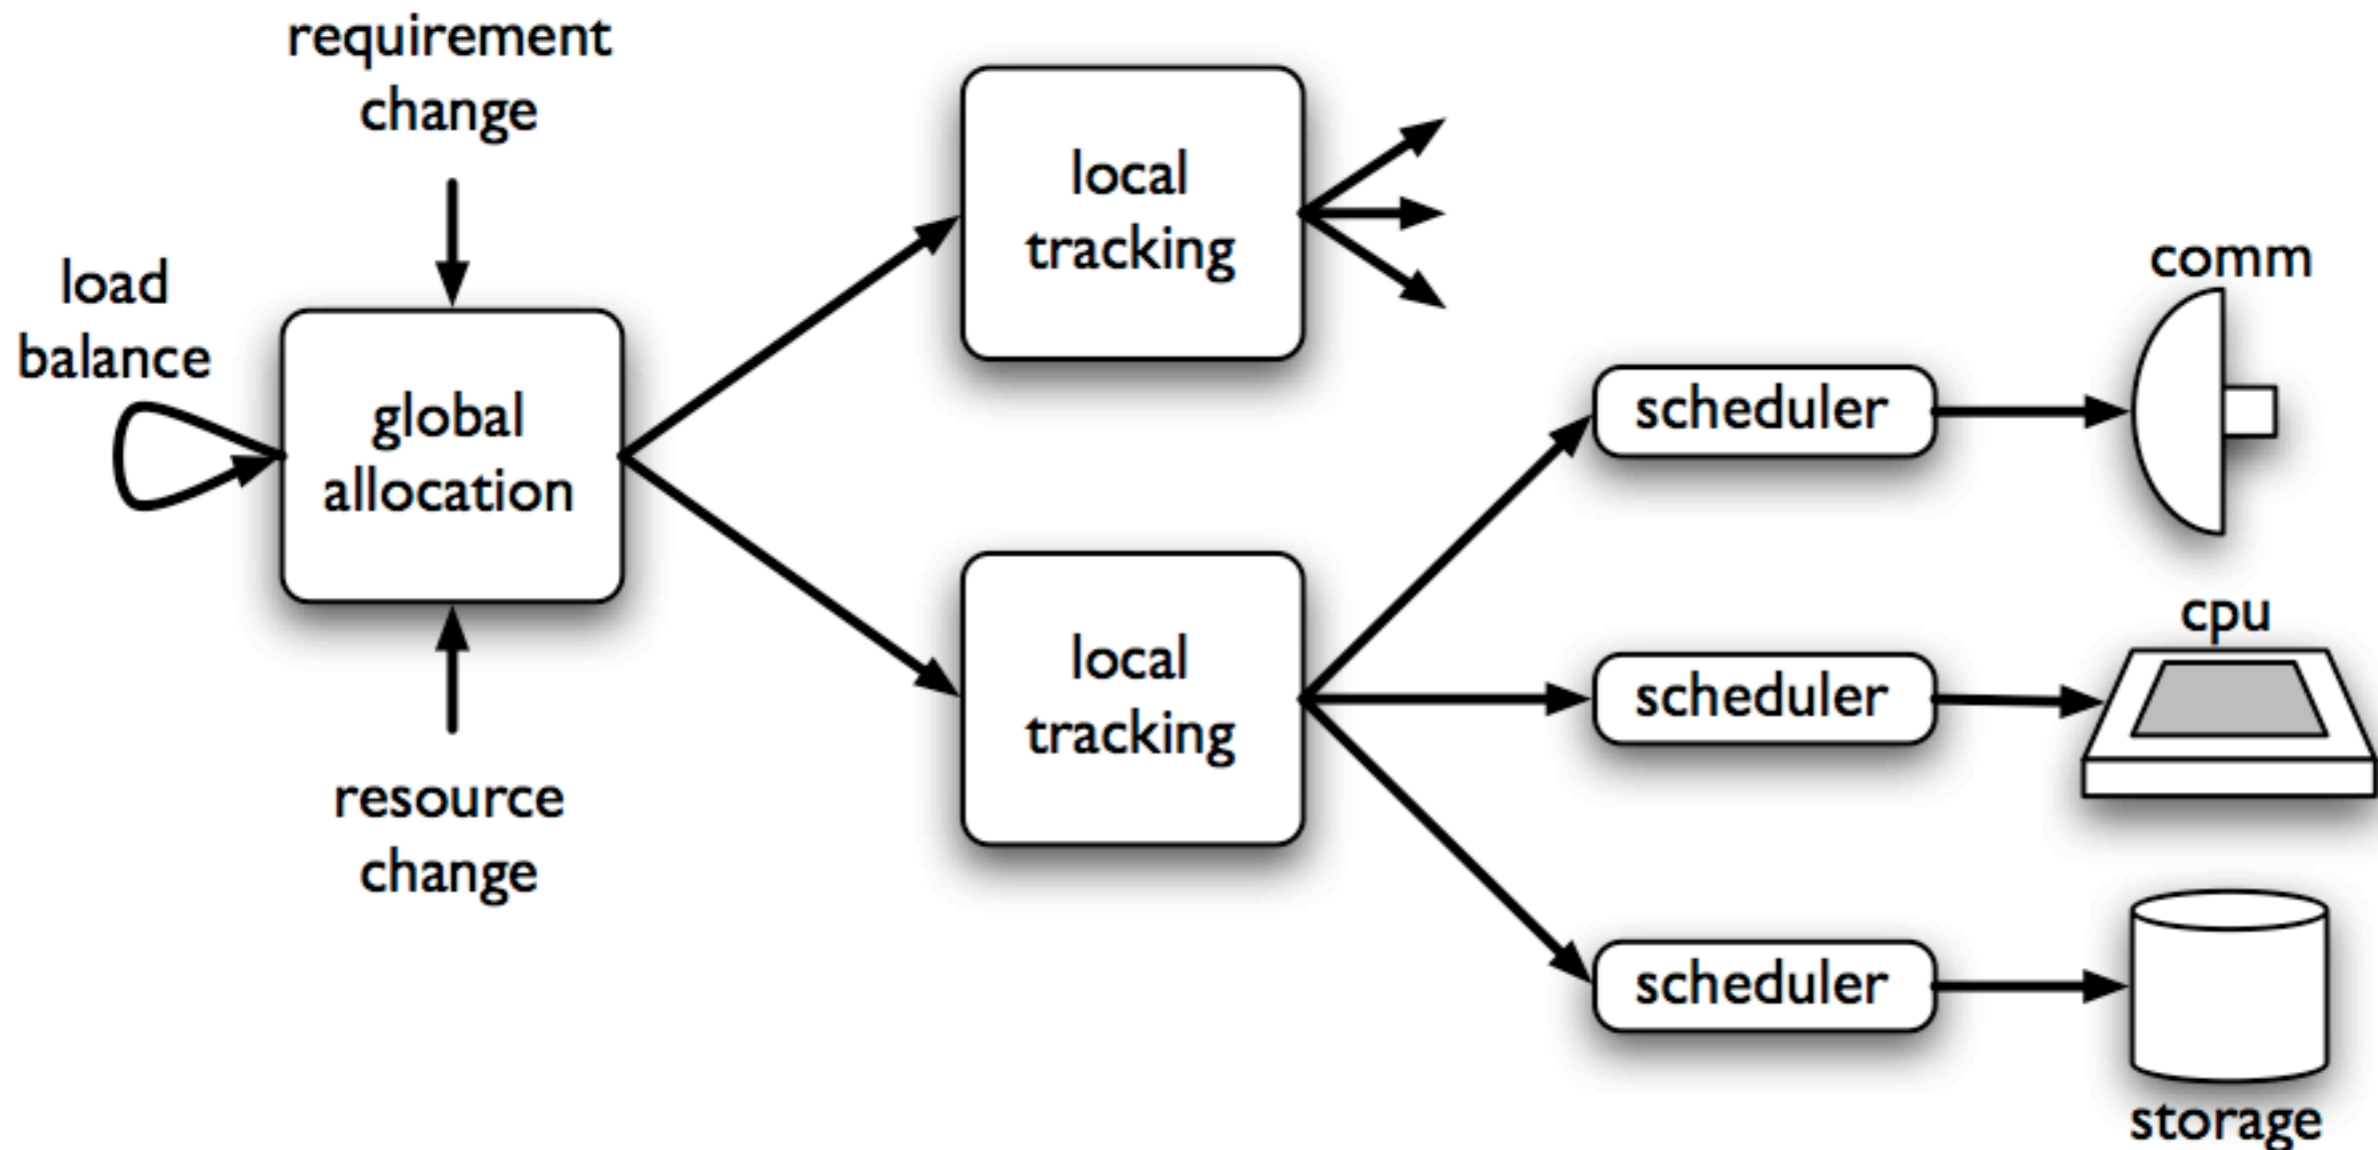 requirement
change
load
balance
global
allocation
resource
change
local
tracking
local
tracking
scheduler
scheduler
scheduler
comm
cpu
storage